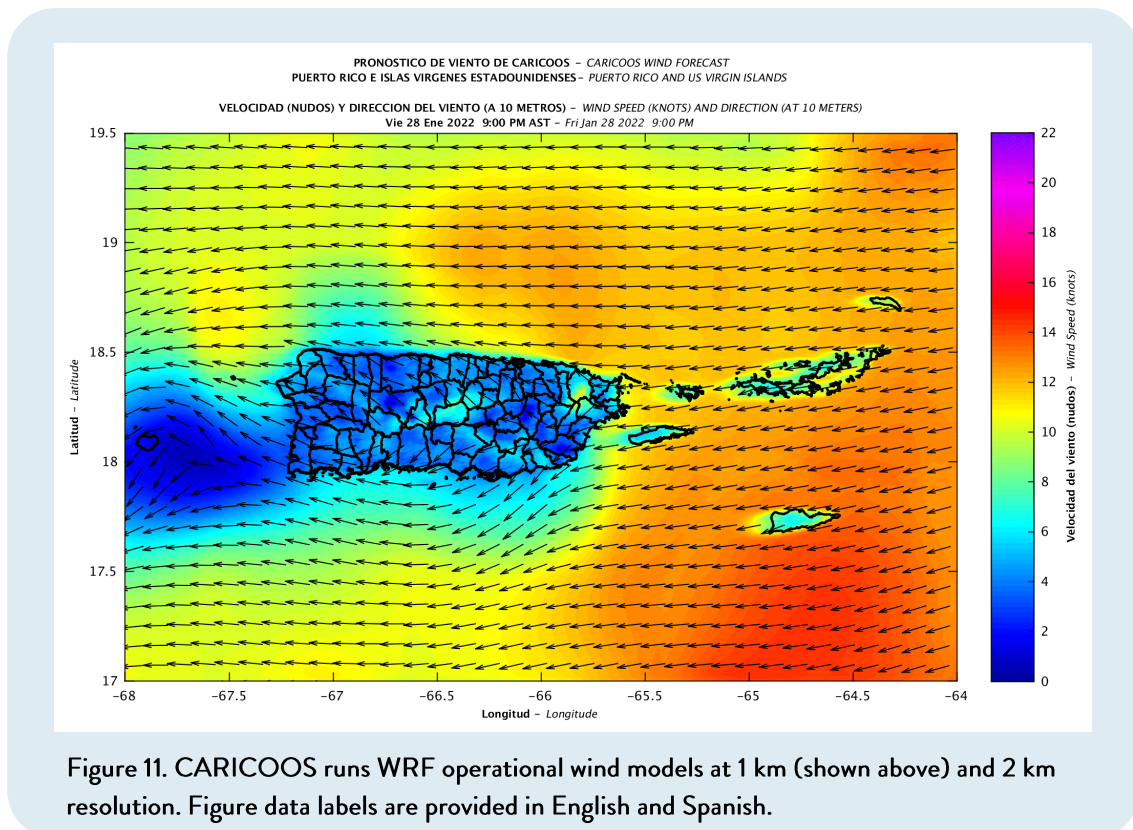 PRONOSTICO DE VIENTO DE CARICOOS – CARICOOS WIND FORECAST
PUERTO RICO E ISLAS VIRGENES ESTADOUNIDENSES– PUERTO RICO AND US VIRGIN ISLANDS
VELOCIDAD (NUDOS) Y DIRECCION DEL VIENTO (A 10 METROS) – WIND SPEED (KNOTS) AND DIRECTION (AT 10 METERS)
Vie 28 Ene 2022 9:00 PM AST – Fri Jan 28 2022 9:00 PM
19.5
19
18.5
18
17.5
17
Latitud – Latitude
−68 −67.5 −67 −66.5 −66 −65.5 −65 −64.5 −64
Longitud – Longitude
22
20
18
16
14
12
10
8
6
4
2
0
Velocidad del viento (nudos) – Wind Speed (knots)
Figure 11. CARICOOS runs WRF operational wind models at 1 km (shown above) and 2 km
resolution. Figure data labels are provided in English and Spanish.